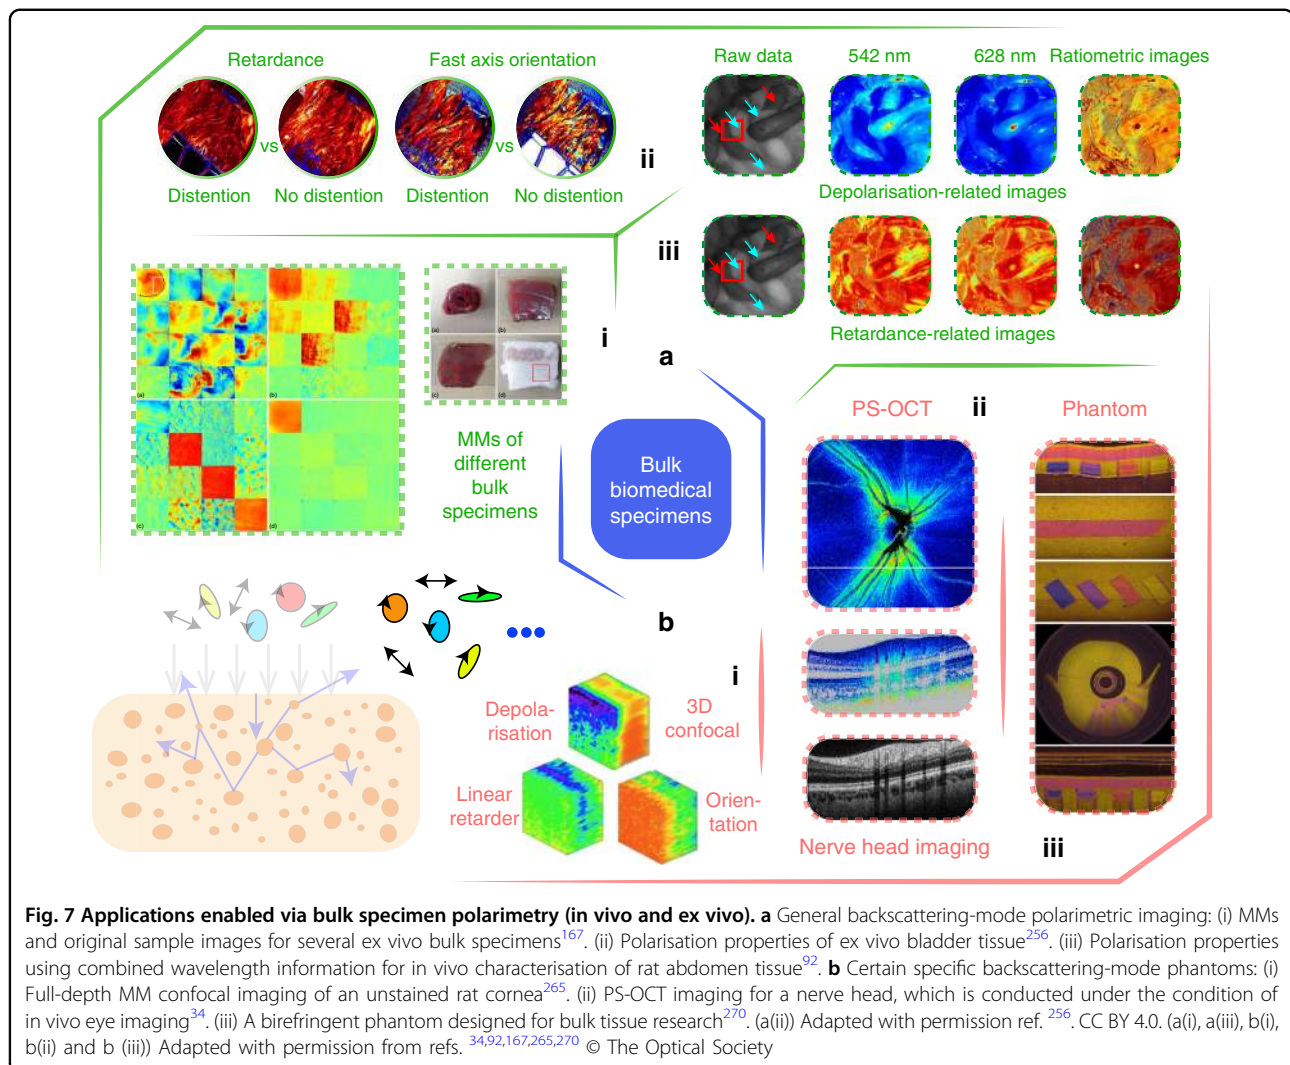 Retardance
Fast axis orientation
vs
vs
Distention
No distention
Distention
No distention
ii
Raw data
542 nm
628 nm
Ratiometric images
Depolarisation-related images
iii
Retardance-related images
(a)
(b)
(c)
(d)
(a)
(b)
(c)
(d)
i
a
MMs of
different
bulk
specimens
Bulk
biomedical
specimens
b
i
Depola-
risation
3D
confocal
Linear
retarder
Orien-
tation
PS-OCT
ii
Phantom
Nerve head imaging
iii
Fig. 7 Applications enabled via bulk specimen polarimetry (in vivo and ex vivo). a General backscattering-mode polarimetric imaging: (i) MMs
and original sample images for several ex vivo bulk specimens167. (ii) Polarisation properties of ex vivo bladder tissue256. (iii) Polarisation properties
using combined wavelength information for in vivo characterisation of rat abdomen tissue92. b Certain specific backscattering-mode phantoms: (i)
Full-depth MM confocal imaging of an unstained rat cornea265. (ii) PS-OCT imaging for a nerve head, which is conducted under the condition of
in vivo eye imaging34. (iii) A birefringent phantom designed for bulk tissue research270. (a(ii)) Adapted with permission ref. 256. CC BY 4.0. (a(i), a(iii), b(i),
b(ii) and b (iii)) Adapted with permission from refs. 34,92,167,265,270 © The Optical Society